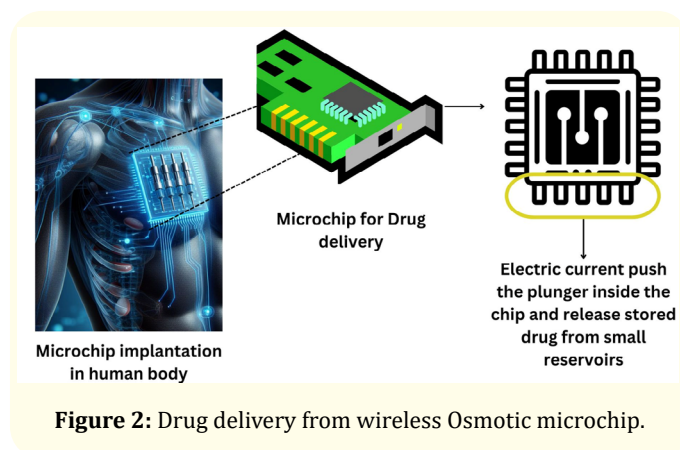 Microchip for Drug
delivery
Electric current push
the plunger inside the
chip and release stored
drug from small
reservoirs
Microchip implantation
in human body
Figure 2: Drug delivery from wireless Osmotic microchip.